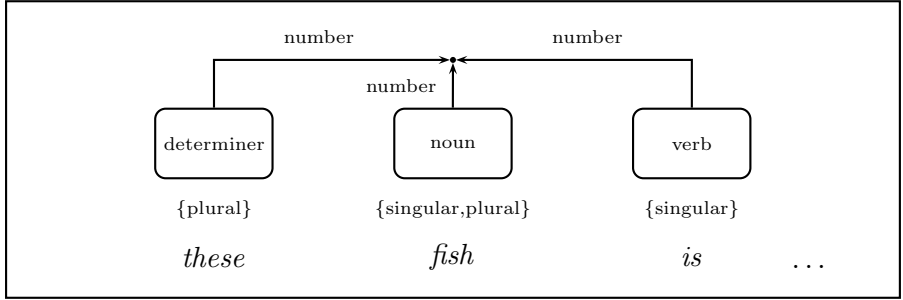 number number
number
determiner noun verb
{plural} {singular,plural} {singular}
these fish is ...